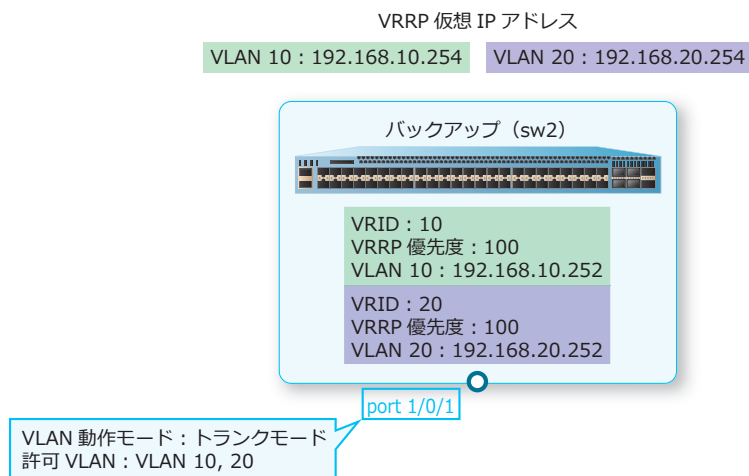 VRRP 仮想 IP アドレス
VLAN 10：192.168.10.254
VLAN 20：192.168.20.254
バックアップ（sw2）
VRID：10
VRRP 優先度：100
VLAN 10：192.168.10.252
VRID：20
VRRP 優先度：100
VLAN 20：192.168.20.252
port 1/0/1
VLAN 動作モード：トランクモード
許可 VLAN：VLAN 10, 20